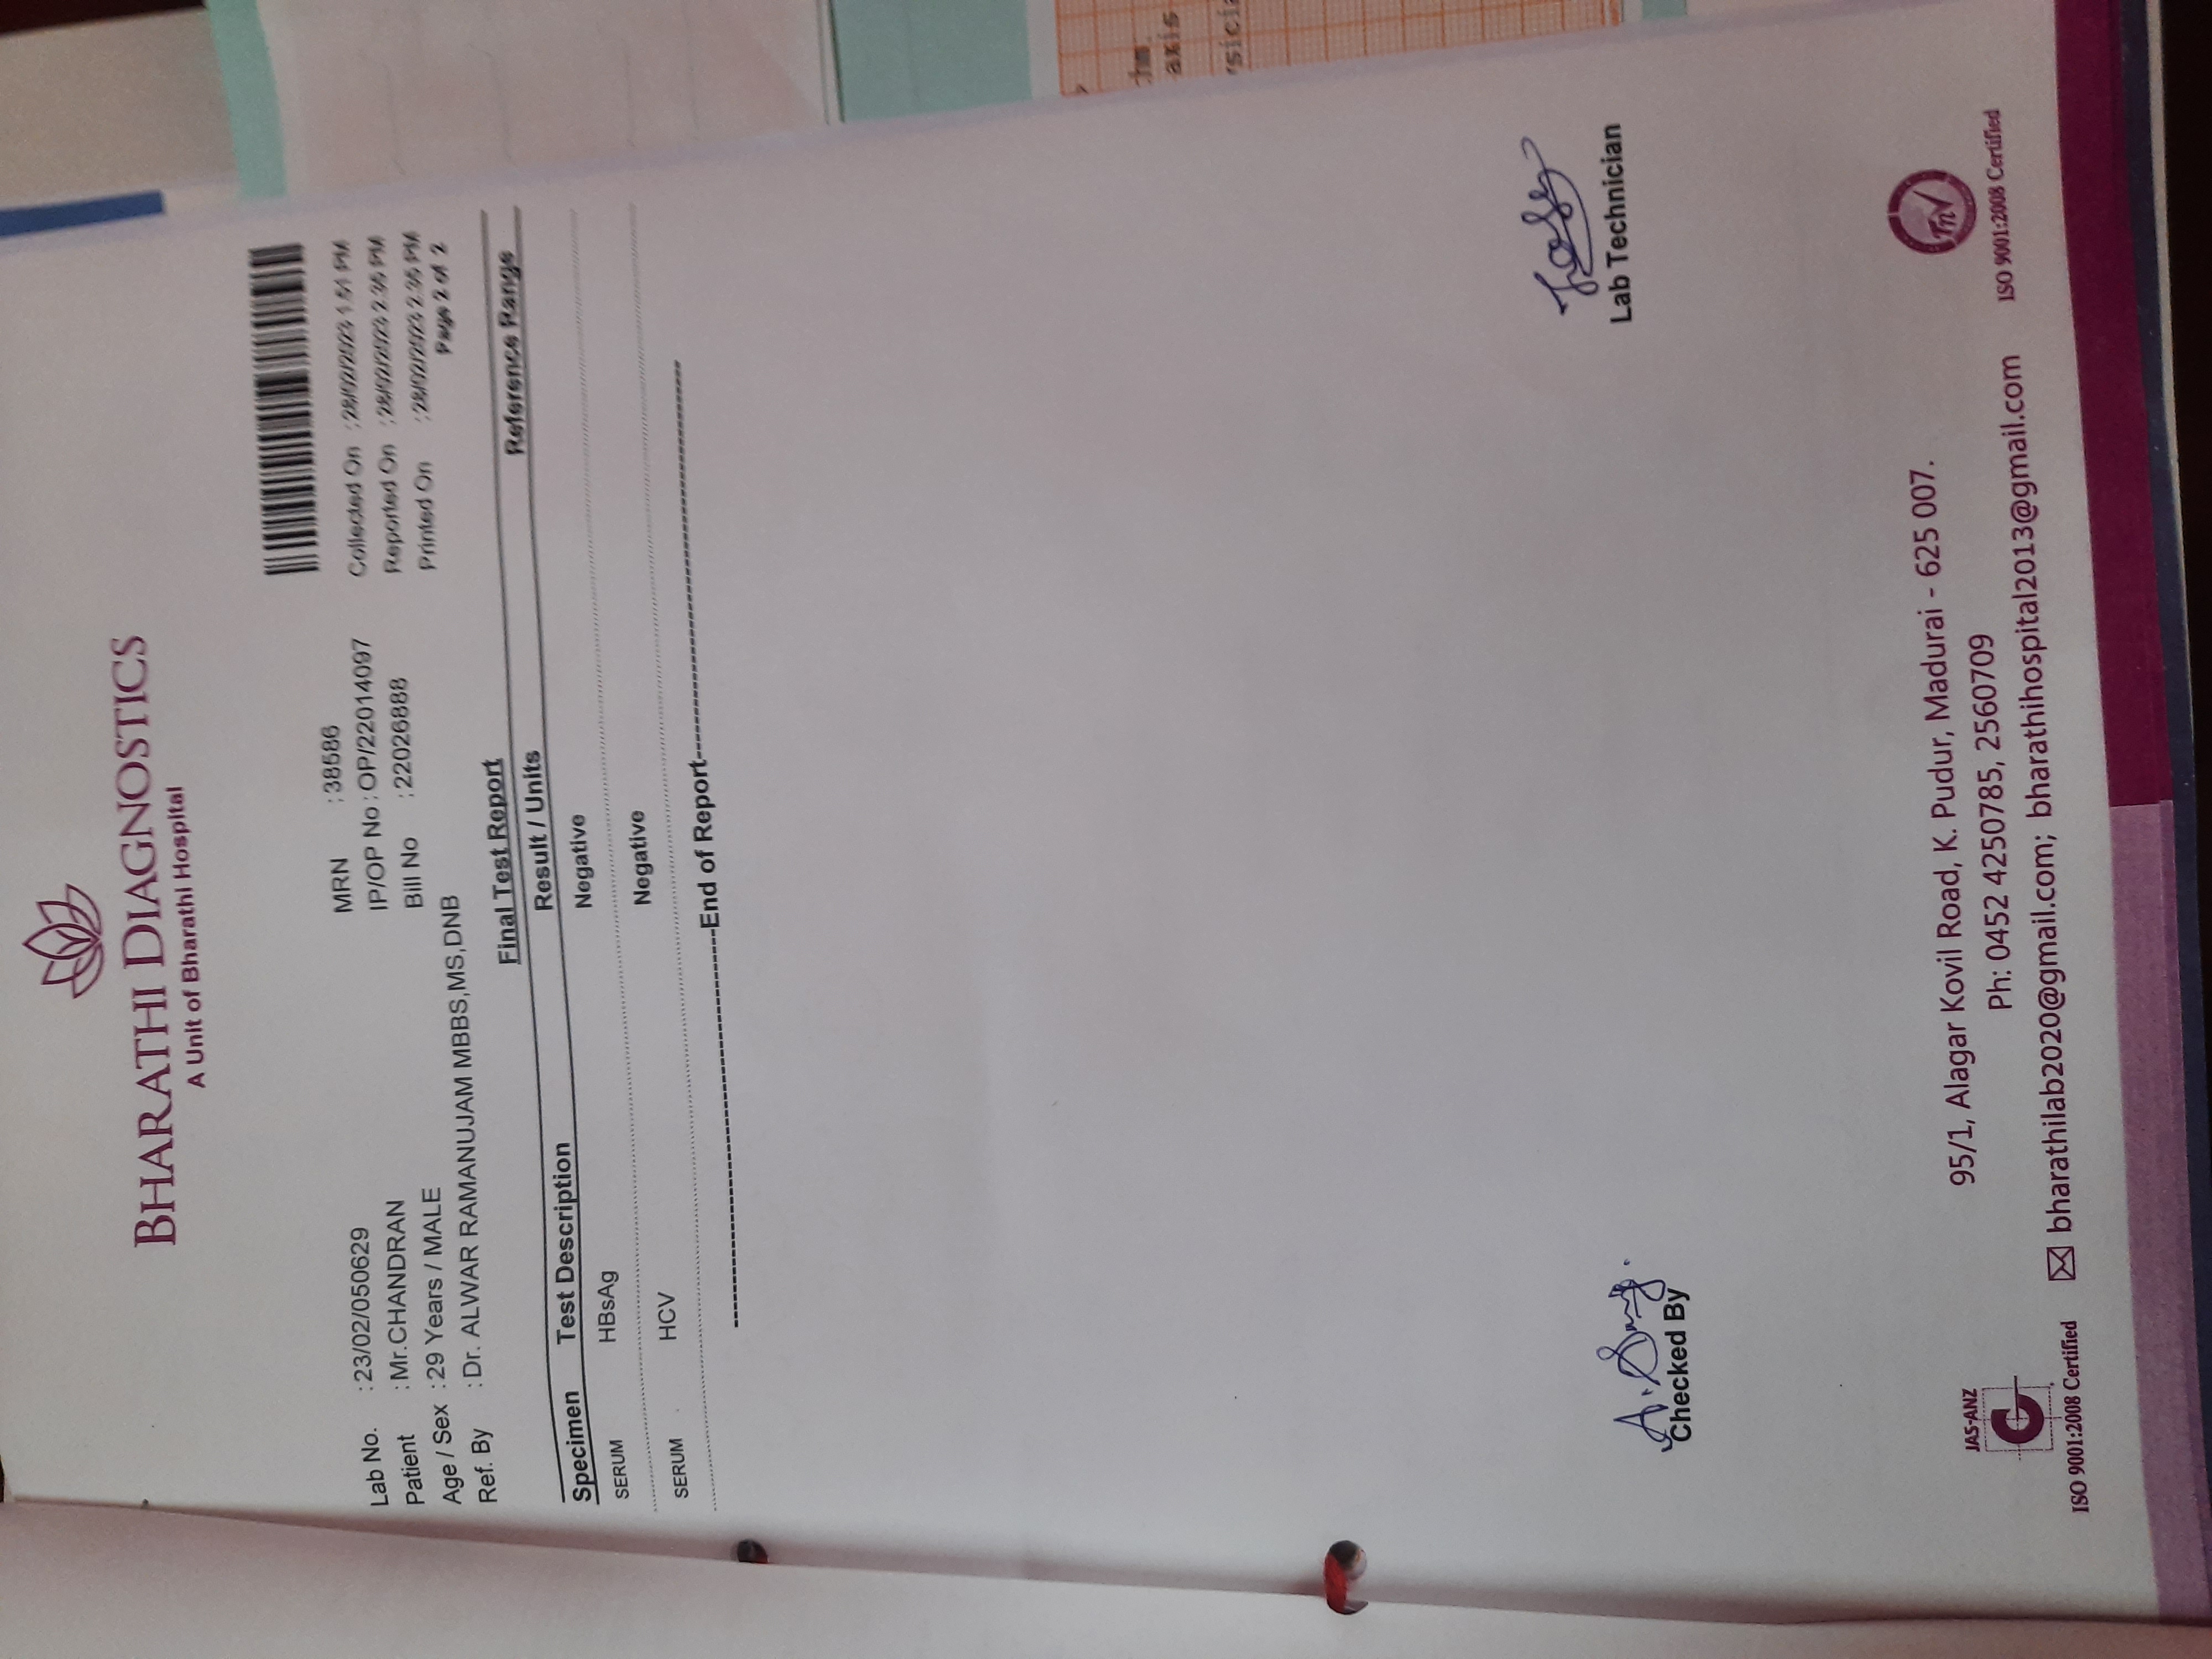 BHARATHI DIAGNOSTICS
A Unit of Bharathi Hospital
Lab No. :23/02/050629
Patient :Mr.CHANDRAN
Age / Sex :29 Years / MALE
Ref. By :Dr. ALWAR RAMANUJAM MBBS,MS,DNB
MRN :38586
IP/OP No :OP/22014097
Bill No :22026888
Collected On :28/02/2023 1.51 PM
Reported On :28/02/2023 2.35 PM
Printed On :28/02/2023 2.35 PM
Page 2 of 2
Final Test Report
Specimen Test Description Result / Units Reference Range
SERUM HBsAg Negative
SERUM HCV Negative
End of Report
Checked By
Lab Technician
95/1, Alagar Kovil Road, K. Pudur, Madurai - 625 007.
Ph: 0452 4250785, 2560709
bharathilab2020@gmail.com; bharathihospital2013@gmail.com
JAS-ANZ
ISO 9001:2008 Certified
TnV
ISO 9001:2008 Certified
axis